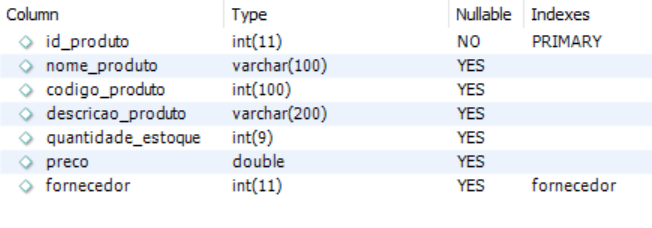 Column Type Nullable Indexes
id_produto int(11) NO PRIMARY
nome_produto varchar(100) YES
codigo_produto int(100) YES
descricao_produto varchar(200) YES
quantidade_estoque int(9) YES
preco double YES
fornecedor int(11) YES fornecedor